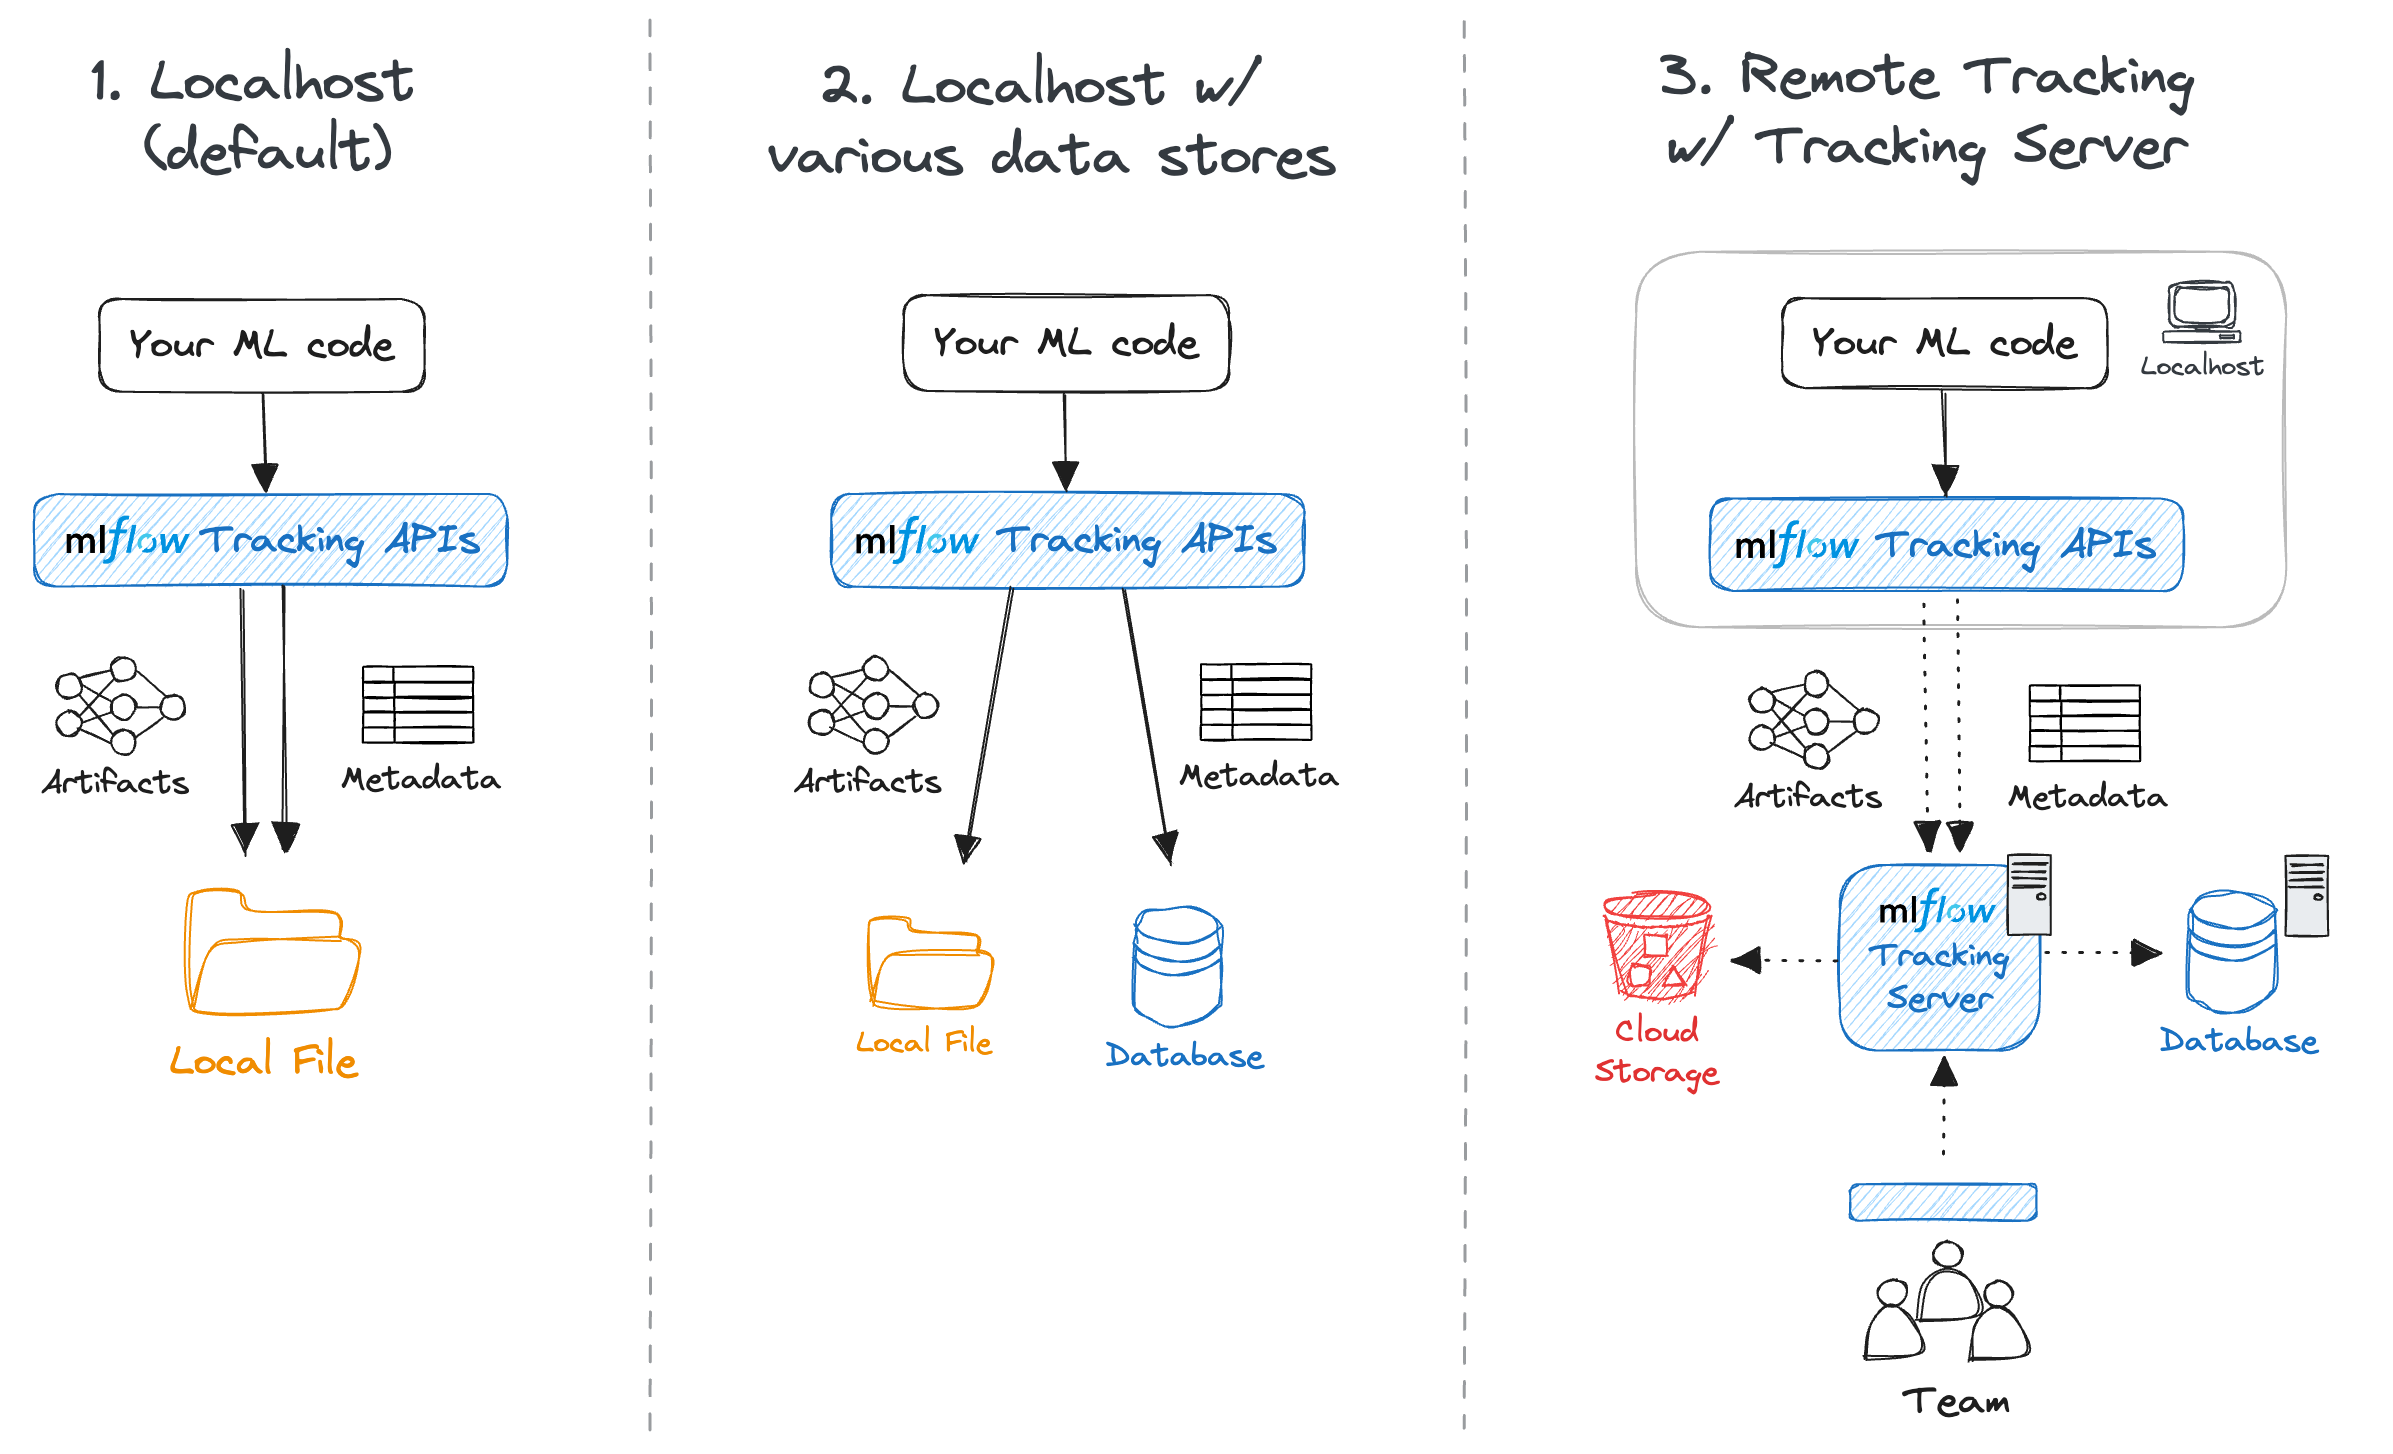 1. Localhost
(default)
Your ML code
mlflow Tracking APIs
Artifacts
Metadata
Local File
2. Localhost w/
various data stores
Your ML code
mlflow Tracking APIs
Artifacts
Metadata
Local File
Database
3. Remote Tracking
w/ Tracking Server
Your ML code
Localhost
mlflow Tracking APIs
Artifacts
Metadata
Cloud
Storage
mlflow
Tracking
Server
Database
Team